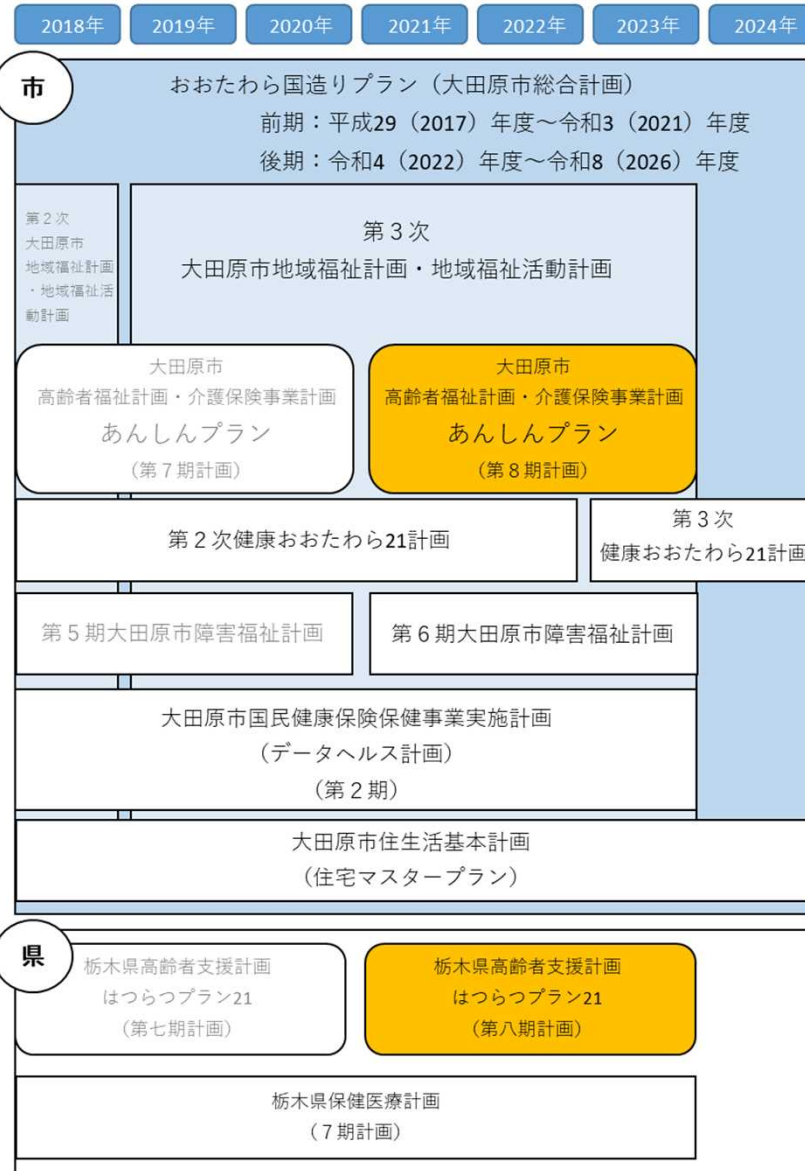 2018年 2019年 2020年 2021年 2022年 2023年 2024年
市
おおたわら国造りプラン（大田原市総合計画）
前期：平成29（2017）年度～令和3（2021）年度
後期：令和4（2022）年度～令和8（2026）年度
第２次
大田原市
地域福祉計画
・地域福祉活
動計画
第３次
大田原市地域福祉計画・地域福祉活動計画
大田原市
高齢者福祉計画・介護保険事業計画
あんしんプラン
(第７期計画)
大田原市
高齢者福祉計画・介護保険事業計画
あんしんプラン
(第８期計画)
第２次健康おおたわら21計画
第３次
健康おおたわら21計画
第５期大田原市障害福祉計画
第６期大田原市障害福祉計画
大田原市国民健康保険保健事業実施計画
（データヘルス計画）
（第２期）
大田原市住生活基本計画
（住宅マスタープラン）
県
栃木県高齢者支援計画
はつらつプラン21
(第七期計画)
栃木県高齢者支援計画
はつらつプラン21
(第八期計画)
栃木県保健医療計画
（７期計画）